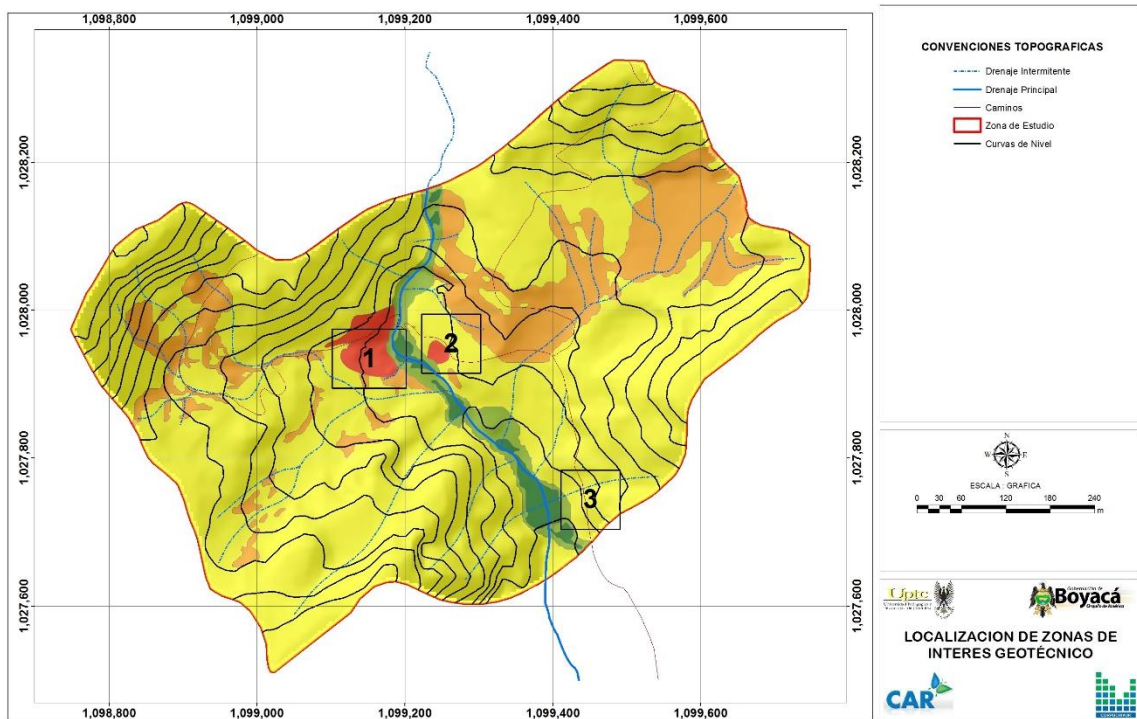 1,098,800 1,099,000 1,099,200 1,099,400 1,099,600
1,028,200 1,028,200
1,028,000 1,028,000
1,027,800 1,027,800
1,027,600 1,027,600
1
2
3
1,098,800 1,099,000 1,099,200 1,099,400 1,099,600
CONVENCIONES TOPOGRAFICAS
Drenaje Intermitente
Drenaje Principal
Caminos
Zona de Estudio
Curvas de Nivel
N
W E
S
ESCALA : GRAFICA
0 30 60 120 180 240
m
Uptc
Gobernación de
Boyacá
LOCALIZACION DE ZONAS DE
INTERES GEOTÉCNICO
CAR